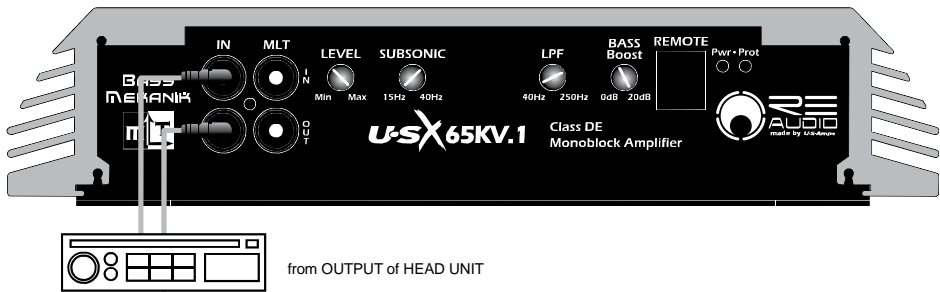 IN MLT
LEVEL
SUBSONIC
LPF
BASS
Boost
REMOTE
Pwr • Prot
IN
Min Max
15Hz 40Hz
40Hz 250Hz
0dB 20dB
BASS
MEKANIK
OUT
U-SX65KV.1
Class DE
Monoblock Amplifier
RE
AUDIO
made by US Amps
from OUTPUT of HEAD UNIT